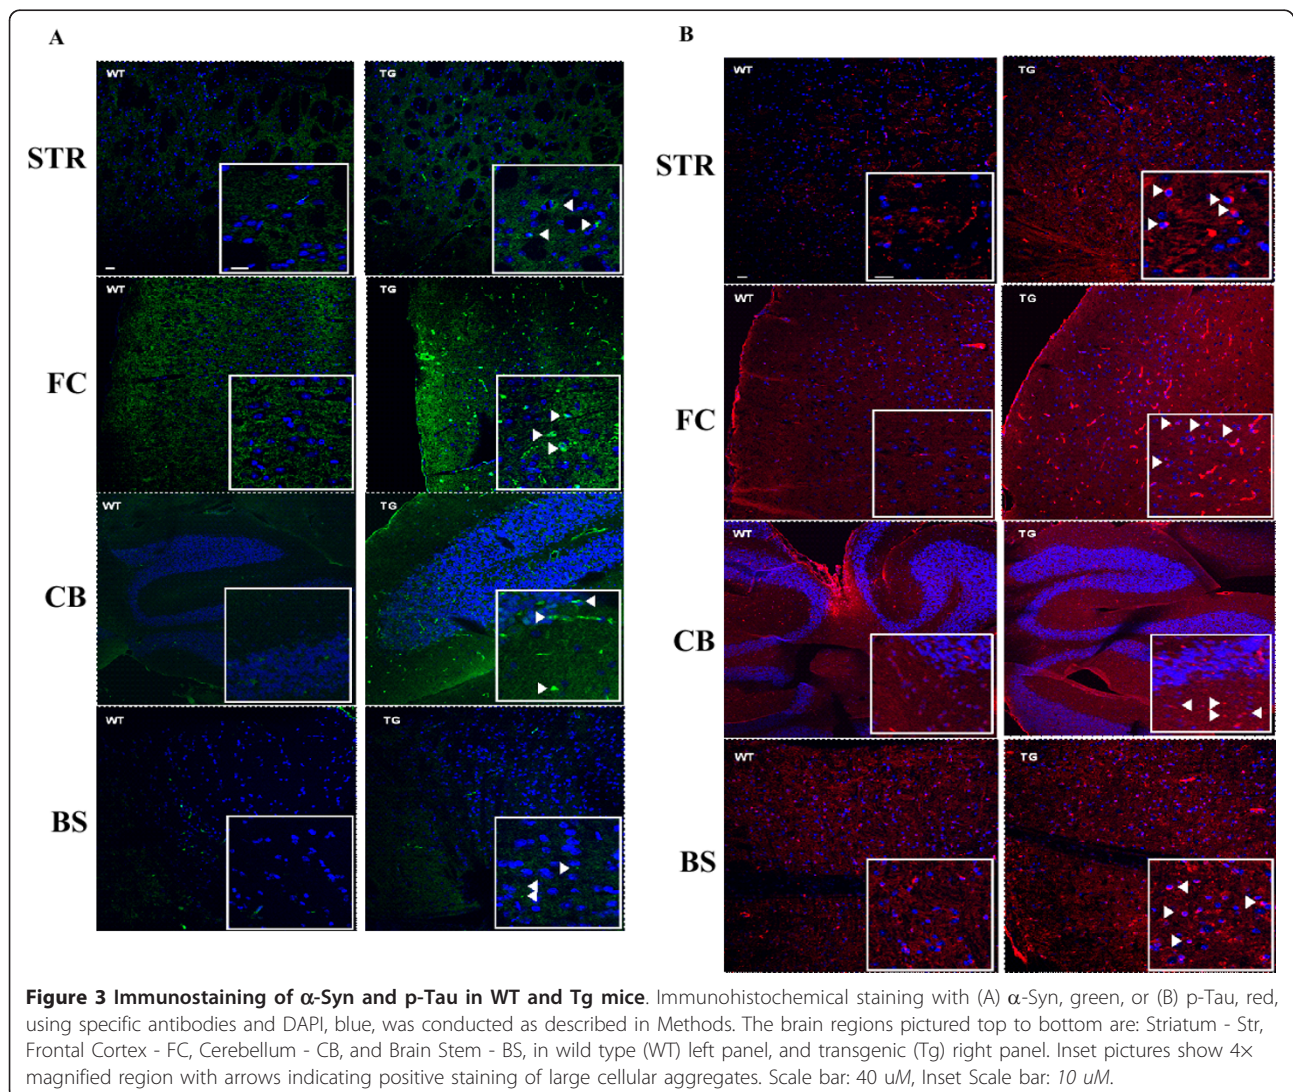 A
B
WT
TG
WT
TG
STR
STR
WT
TG
WT
TG
FC
FC
WT
TG
WT
TG
CB
CB
WT
TG
WT
TG
BS
BS
Figure 3 Immunostaining of α-Syn and p-Tau in WT and Tg mice. Immunohistochemical staining with (A) α-Syn, green, or (B) p-Tau, red,
using specific antibodies and DAPI, blue, was conducted as described in Methods. The brain regions pictured top to bottom are: Striatum - Str,
Frontal Cortex - FC, Cerebellum - CB, and Brain Stem - BS, in wild type (WT) left panel, and transgenic (Tg) right panel. Inset pictures show 4×
magnified region with arrows indicating positive staining of large cellular aggregates. Scale bar: 40 uM, Inset Scale bar: 10 uM.